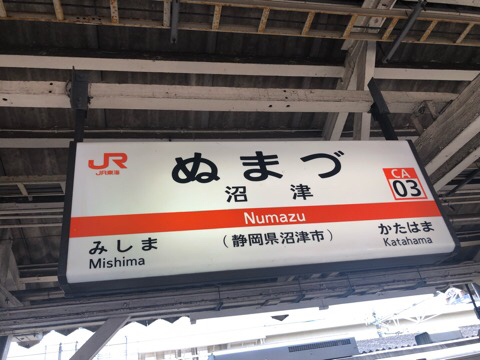 JR
JR東海
ぬまづ
沼津
CA
03
Numazu
みしま
Mishima
(静岡県沼津市)
かたはま
Katahama